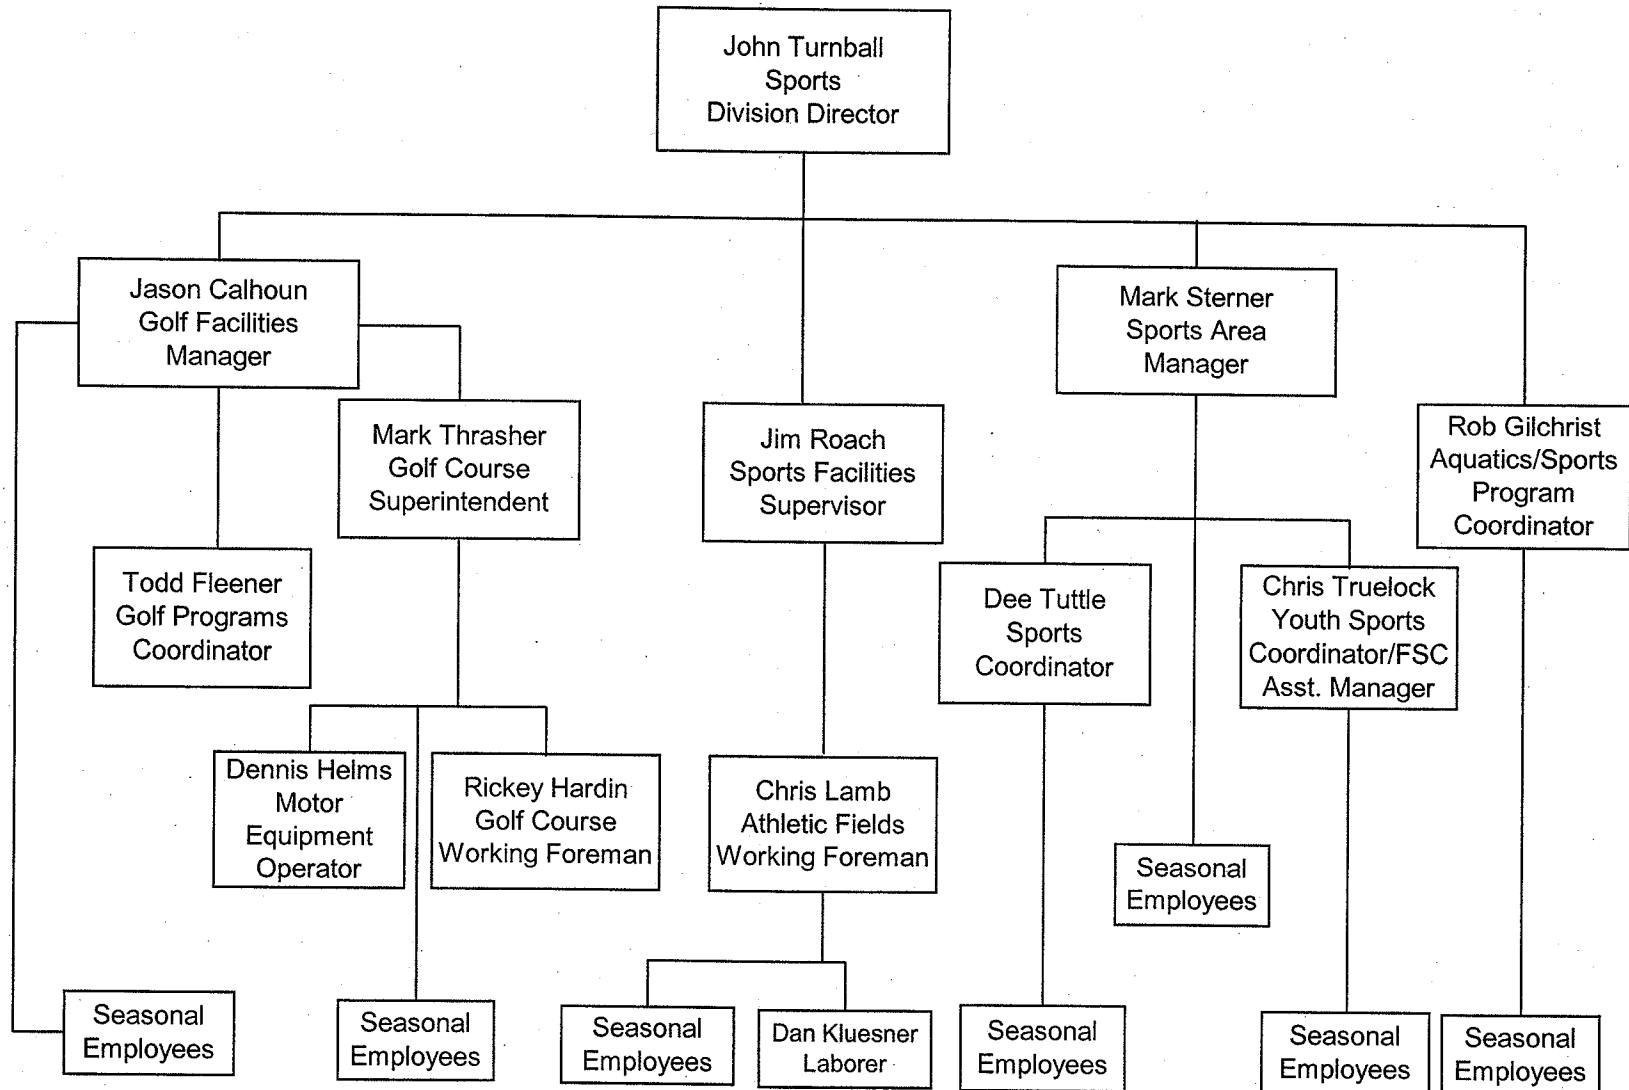 John Turnball
Sports
Division Director
Jason Calhoun
Golf Facilities
Manager
Mark Sterner
Sports Area
Manager
Mark Thrasher
Golf Course
Superintendent
Jim Roach
Sports Facilities
Supervisor
Rob Gilchrist
Aquatics/Sports
Program
Coordinator
Todd Fleener
Golf Programs
Coordinator
Dee Tuttle
Sports
Coordinator
Chris Truelock
Youth Sports
Coordinator/FSC
Asst. Manager
Dennis Helms
Motor
Equipment
Operator
Rickey Hardin
Golf Course
Working Foreman
Chris Lamb
Athletic Fields
Working Foreman
Seasonal
Employees
Seasonal
Employees
Seasonal
Employees
Seasonal
Employees
Dan Kluesner
Laborer
Seasonal
Employees
Seasonal
Employees
Seasonal
Employees